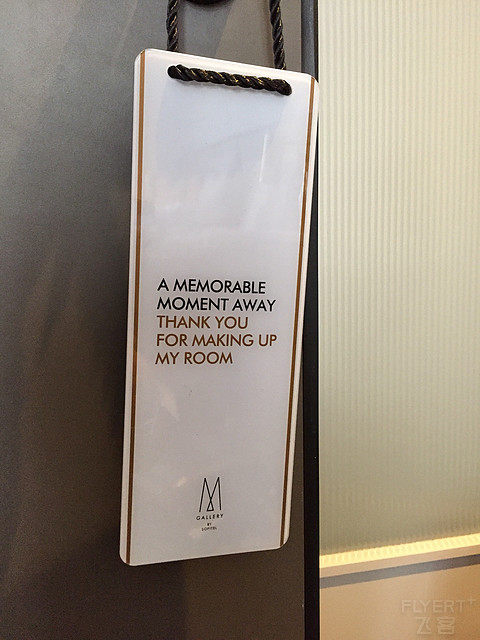 A MEMORABLE
MOMENT AWAY
THANK YOU
FOR MAKING UP
MY ROOM
M
GALLERY
BY
SOFITEL
FLYERT+
飞客